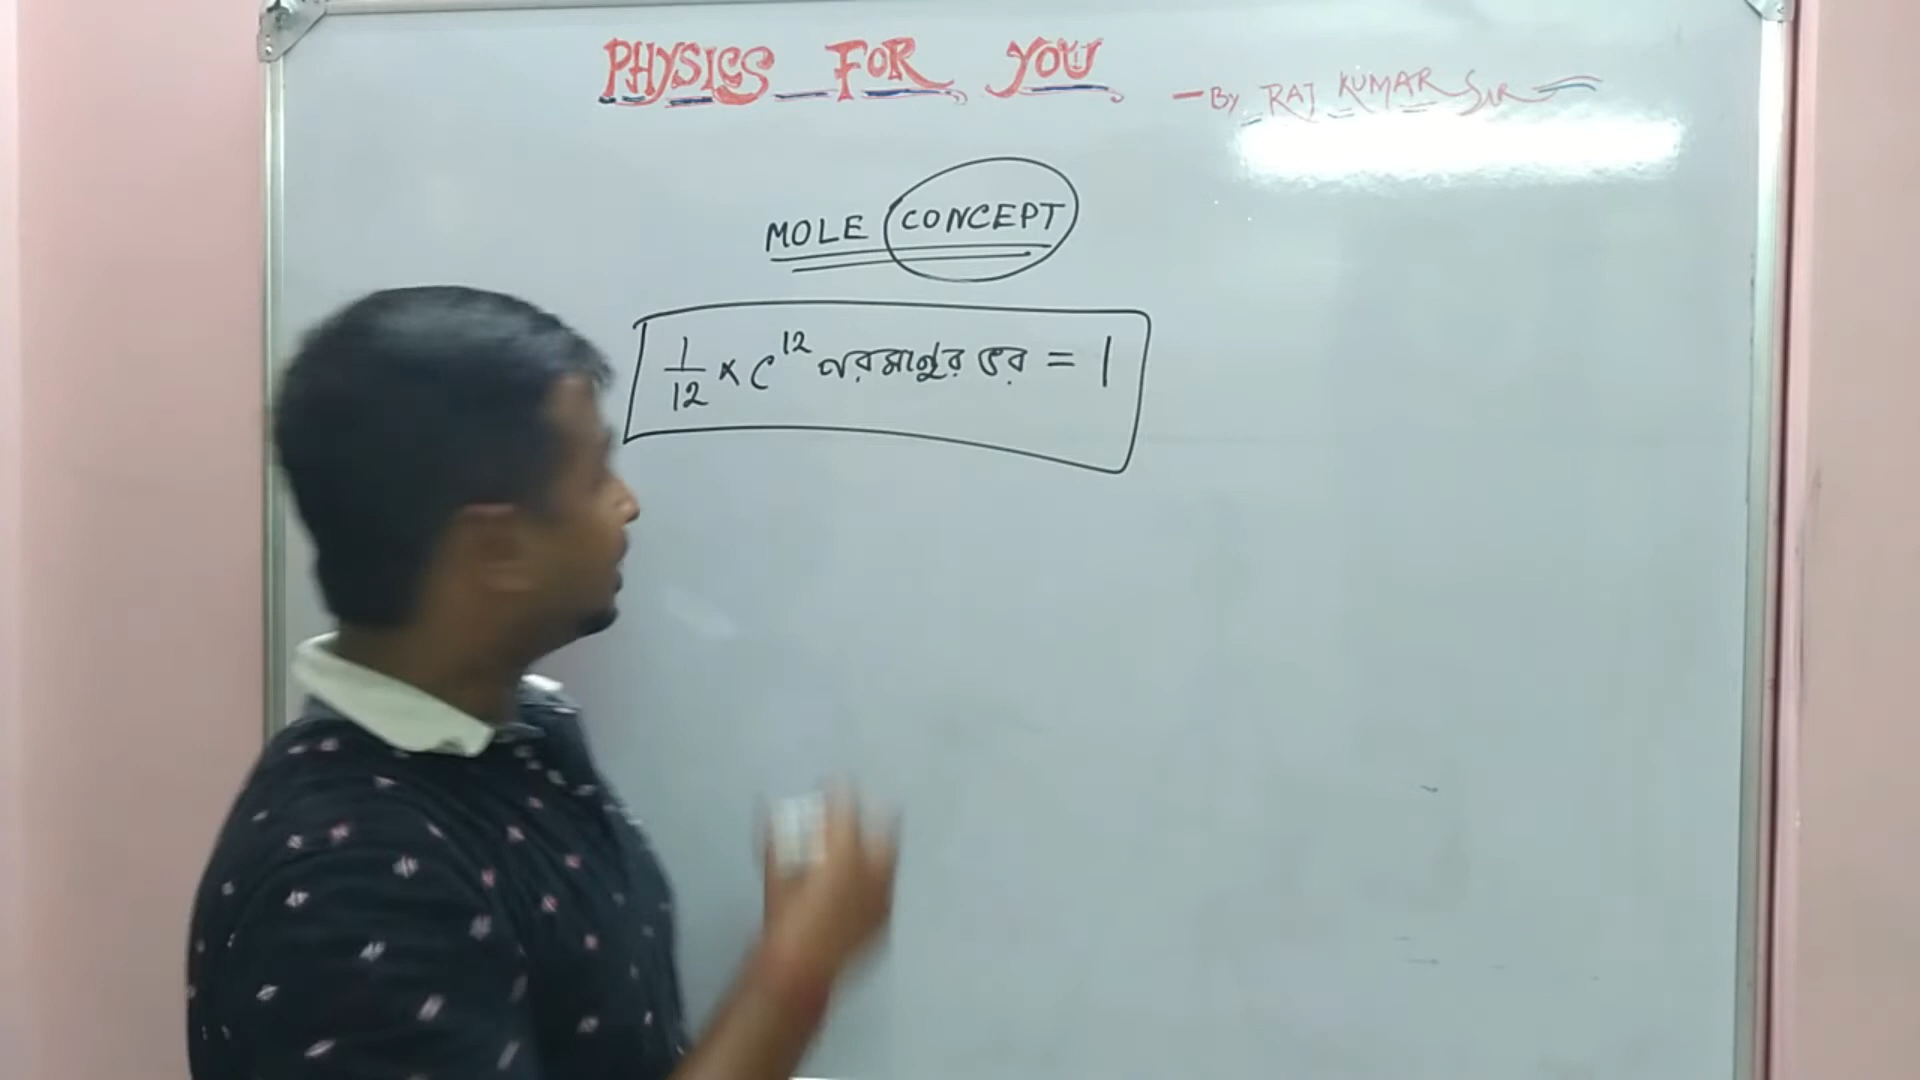 PHYSICS FOR YOU
- By RAJ KUMAR SIR
MOLE CONCEPT
1/12 × C¹² পরমানুর ভর = 1